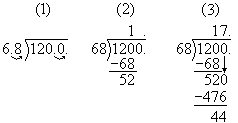 (1) (2) (3)
1 . 17.
6.8)120.0. 68)1200. 68)1200.
−68 −68
52 520
−476
44